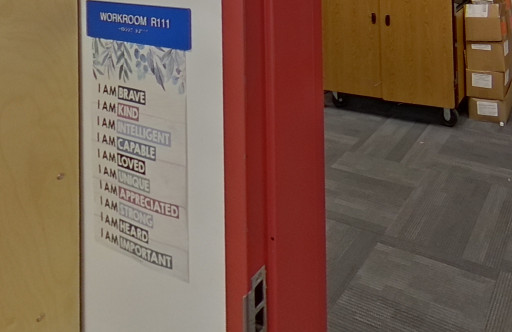 WORKROOM R111
I AM BRAVE
I AM KIND
I AM INTELLIGENT
I AM CAPABLE
I AM LOVED
I AM UNIQUE
I AM APPRECIATED
I AM STRONG
I AM HEARD
I AM IMPORTANT